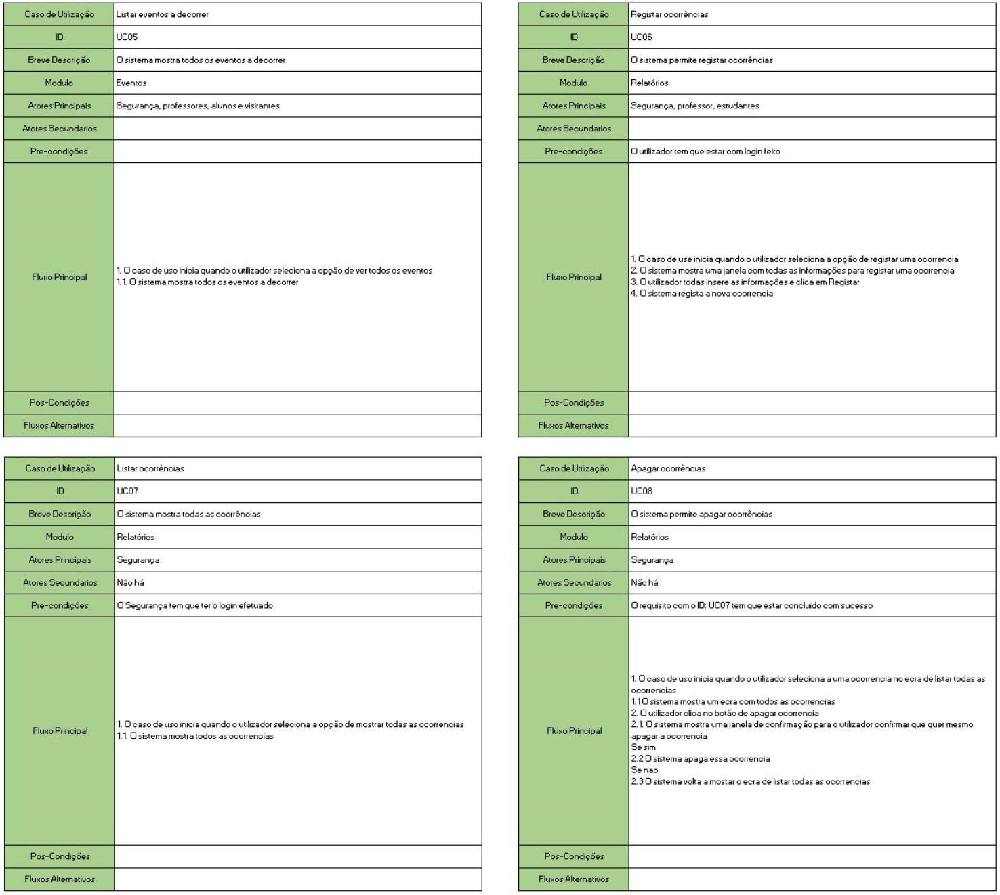 Caso de Utilização Listar eventos a decorrer
ID UC05
Breve Descrição O sistema mostra todos os eventos a decorrer
Modulo Eventos
Atores Principais Segurança, professores, alunos e visitantes
Atores Secundarios
Pre-condições
Fluxo Principal
1. O caso de uso inicia quando o utilizador seleciona a opção de ver todos os eventos
1.1. O sistema mostra todos os eventos a decorrer
Pos-Condições
Fluxos Alternativos
Caso de Utilização Registar ocorrências
ID UC06
Breve Descrição O sistema permite registar ocorrências
Modulo Relatórios
Atores Principais Segurança, professor, estudantes
Atores Secundarios
Pre-condições O utilizador tem que estar com login feito
Fluxo Principal
1. O caso de use inicia quando o utilizador seleciona a opção de registar uma ocorrencia
2. O sistema mostra uma janela com todas as informações para registar uma ocorrencia
3. O utilizador todas insere as informações e clica em Registar
4. O sistema regista a nova ocorrencia
Pos-Condições
Fluxos Alternativos
Caso de Utilização Listar ocorrências
ID UC07
Breve Descrição O sistema mostra todas as ocorrências
Modulo Relatórios
Atores Principais Segurança
Atores Secundarios Não há
Pre-condições O Segurança tem que ter o login efetuado
Fluxo Principal
1. O caso de uso inicia quando o utilizador seleciona a opção de mostrar todas as ocorrencias
1.1. O sistema mostra todos as ocorrencias
Pos-Condições
Fluxos Alternativos
Caso de Utilização Apagar ocorrências
ID UC08
Breve Descrição O sistema permite apagar ocorrências
Modulo Relatórios
Atores Principais Segurança
Atores Secundarios Não há
Pre-condições O requisito com o ID: UC07 tem que estar concluido com sucesso
Fluxo Principal
1. O caso de uso inicia quando o utilizador seleciona a uma ocorrencia no ecra de listar todas as
ocorrencias
1.1 O sistema mostra um ecra com todos as ocorrencias
2. O utilizador clica no botão de apagar ocorrencia
2.1. O sistema mostra uma janela de confirmação para o utilizador confirmar que quer mesmo
apagar a ocorrencia
Se sim
2.2 O sistema apaga essa ocorrencia
Se nao
2.3 O sistema volta a mostar o ecra de listar todas as ocorrencias
Pos-Condições
Fluxos Alternativos